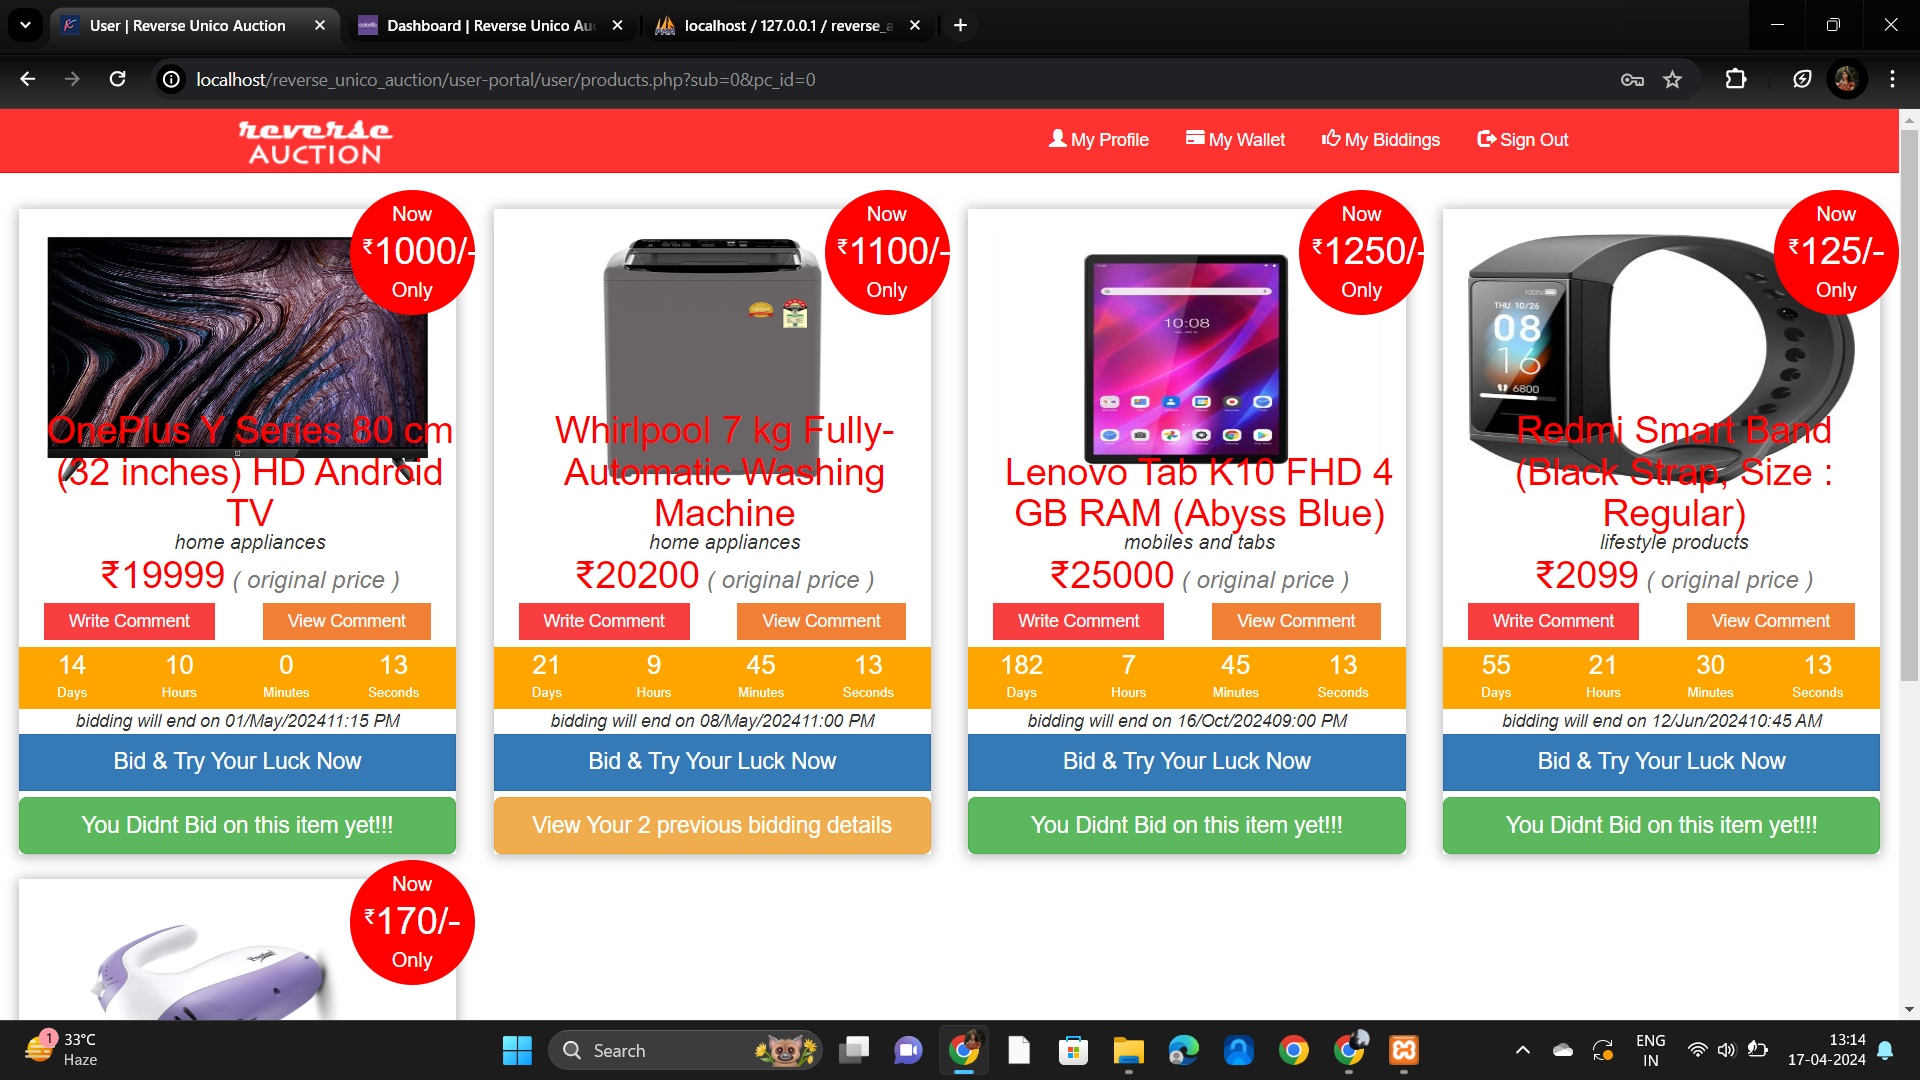 User | Reverse Unico Auction
Dashboard | Reverse Unico Au
localhost / 127.0.0.1 / reverse_a
localhost/reverse_unico_auction/user-portal/user/products.php?sub=0&pc_id=0
reverse
AUCTION
My Profile
My Wallet
My Biddings
Sign Out
Now
₹1000/-
Only
OnePlus Y Series 80 cm
(32 inches) HD Android
TV
home appliances
₹19999 ( original price )
Write Comment
View Comment
14 10 0 13
Days Hours Minutes Seconds
bidding will end on 01/May/202411:15 PM
Bid & Try Your Luck Now
You Didnt Bid on this item yet!!!
Now
₹1100/-
Only
Whirlpool 7 kg Fully-
Automatic Washing
Machine
home appliances
₹20200 ( original price )
Write Comment
View Comment
21 9 45 13
Days Hours Minutes Seconds
bidding will end on 08/May/202411:00 PM
Bid & Try Your Luck Now
View Your 2 previous bidding details
Now
₹1250/-
Only
10:08
Lenovo Tab K10 FHD 4
GB RAM (Abyss Blue)
mobiles and tabs
₹25000 ( original price )
Write Comment
View Comment
182 7 45 13
Days Hours Minutes Seconds
bidding will end on 16/Oct/202409:00 PM
Bid & Try Your Luck Now
You Didnt Bid on this item yet!!!
Now
₹125/-
Only
100%
THU 10/26
08
16
6800
Redmi Smart Band
(Black Strap, Size :
Regular)
lifestyle products
₹2099 ( original price )
Write Comment
View Comment
55 21 30 13
Days Hours Minutes Seconds
bidding will end on 12/Jun/202410:45 AM
Bid & Try Your Luck Now
You Didnt Bid on this item yet!!!
Now
₹170/-
Only
1
33°C
Haze
Search
ENG
IN
13:14
17-04-2024